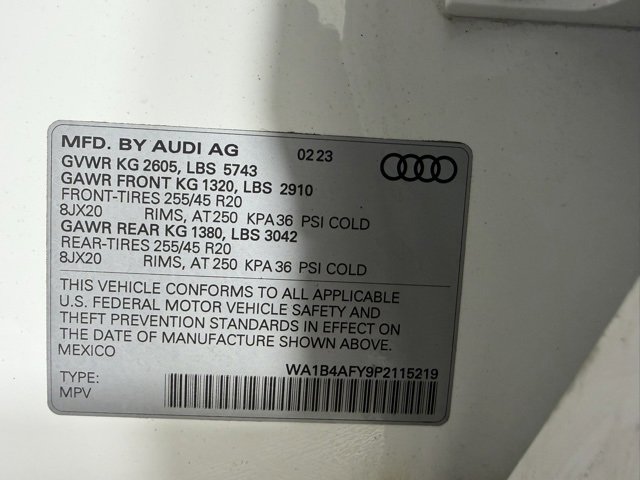 MFD. BY AUDI AG 02 23
GVWR KG 2605, LBS 5743
GAWR FRONT KG 1320, LBS 2910
FRONT-TIRES 255/45 R20
8JX20 RIMS, AT 250 KPA 36 PSI COLD
GAWR REAR KG 1380, LBS 3042
REAR-TIRES 255/45 R20
8JX20 RIMS, AT 250 KPA 36 PSI COLD
THIS VEHICLE CONFORMS TO ALL APPLICABLE
U.S. FEDERAL MOTOR VEHICLE SAFETY AND
THEFT PREVENTION STANDARDS IN EFFECT ON
THE DATE OF MANUFACTURE SHOWN ABOVE.
MEXICO
WA1B4AFY9P2115219
TYPE:
MPV